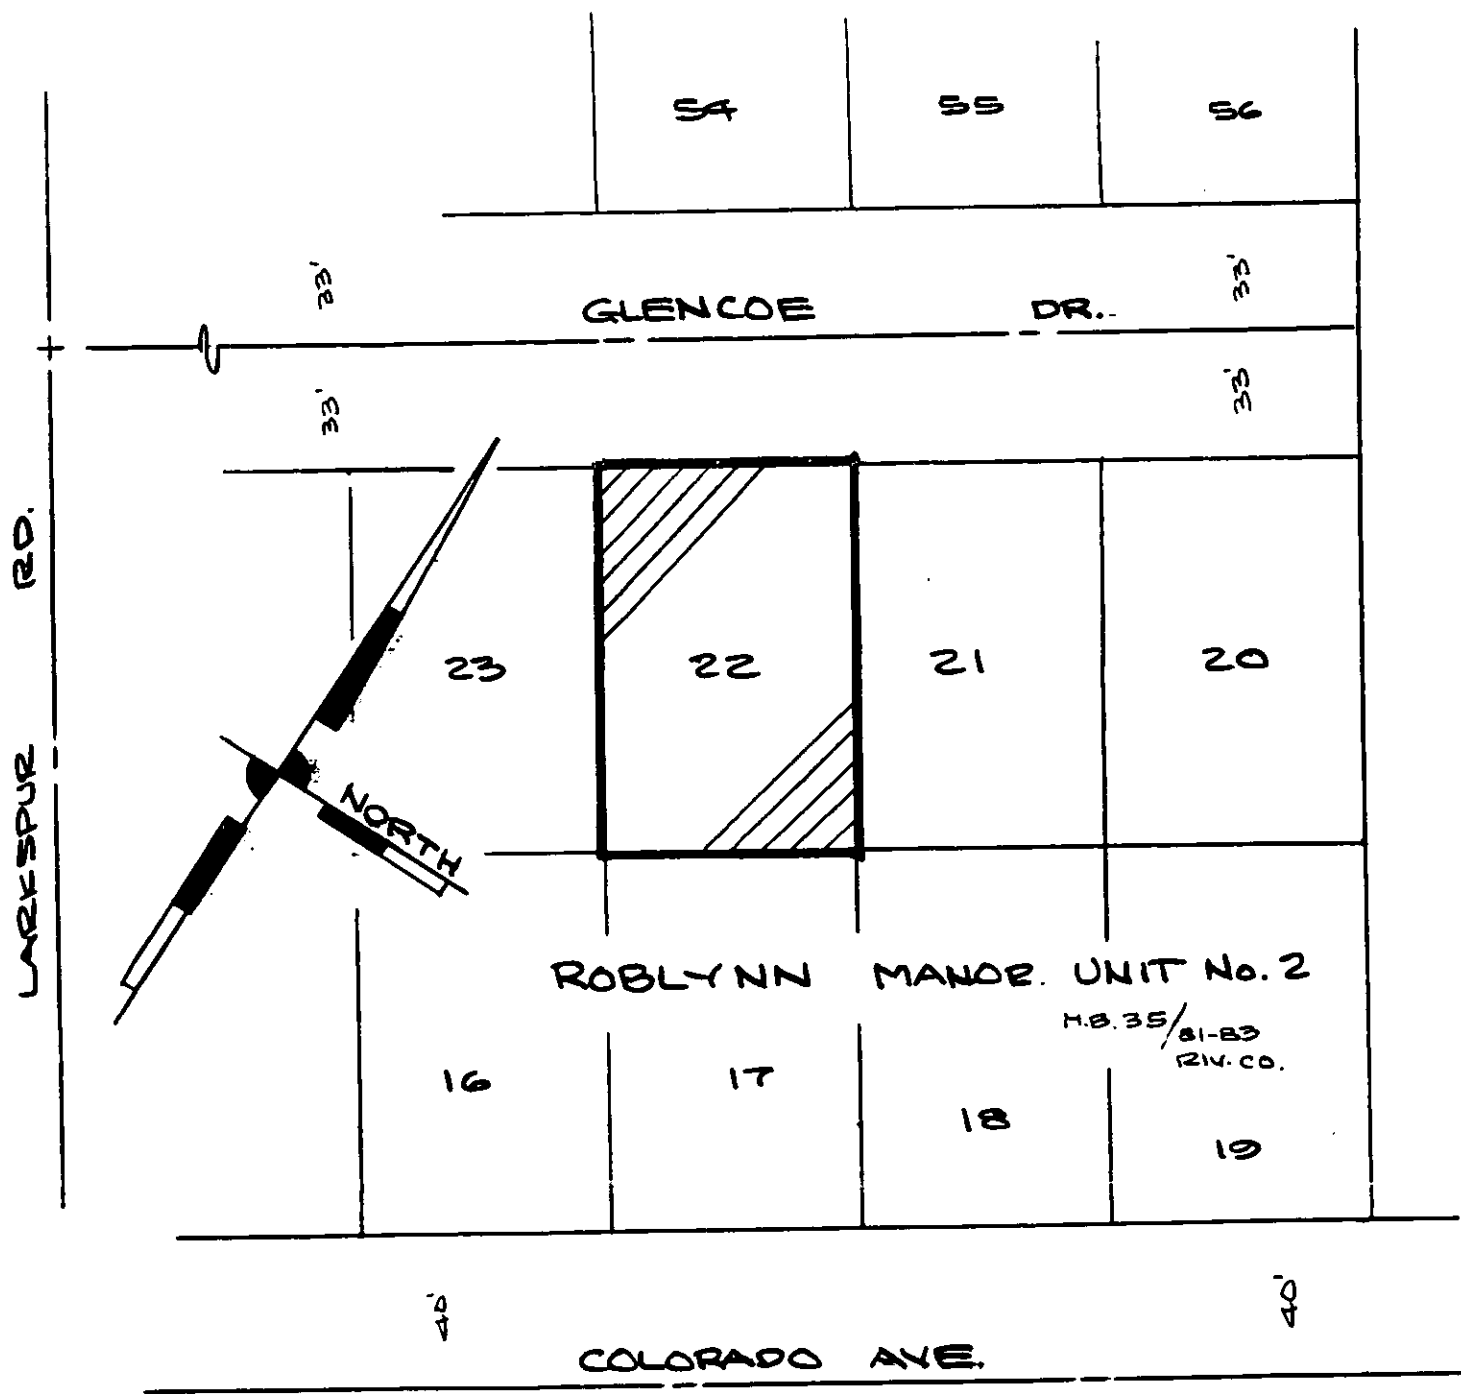 54 55 56
33' 33'
GLENCOE DR.
33' 33'
LARKSPUR RD.
23 22 21 20
NORTH
ROBLYNN MANOR. UNIT No. 2
M.B. 35/81-83
RIV. CO.
16 17 18 19
40' 40'
COLORADO AVE.